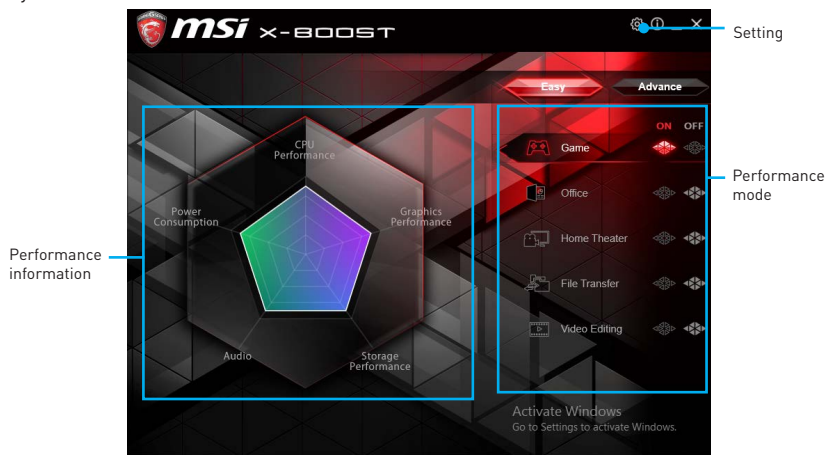 msi X-BOOST
Setting
Easy
Advance
ON OFF
Game
Office
Home Theater
File Transfer
Video Editing
Performance
mode
Performance
information
CPU
Performance
Graphics
Performance
Storage
Performance
Audio
Power
Consumption
Activate Windows
Go to Settings to activate Windows.